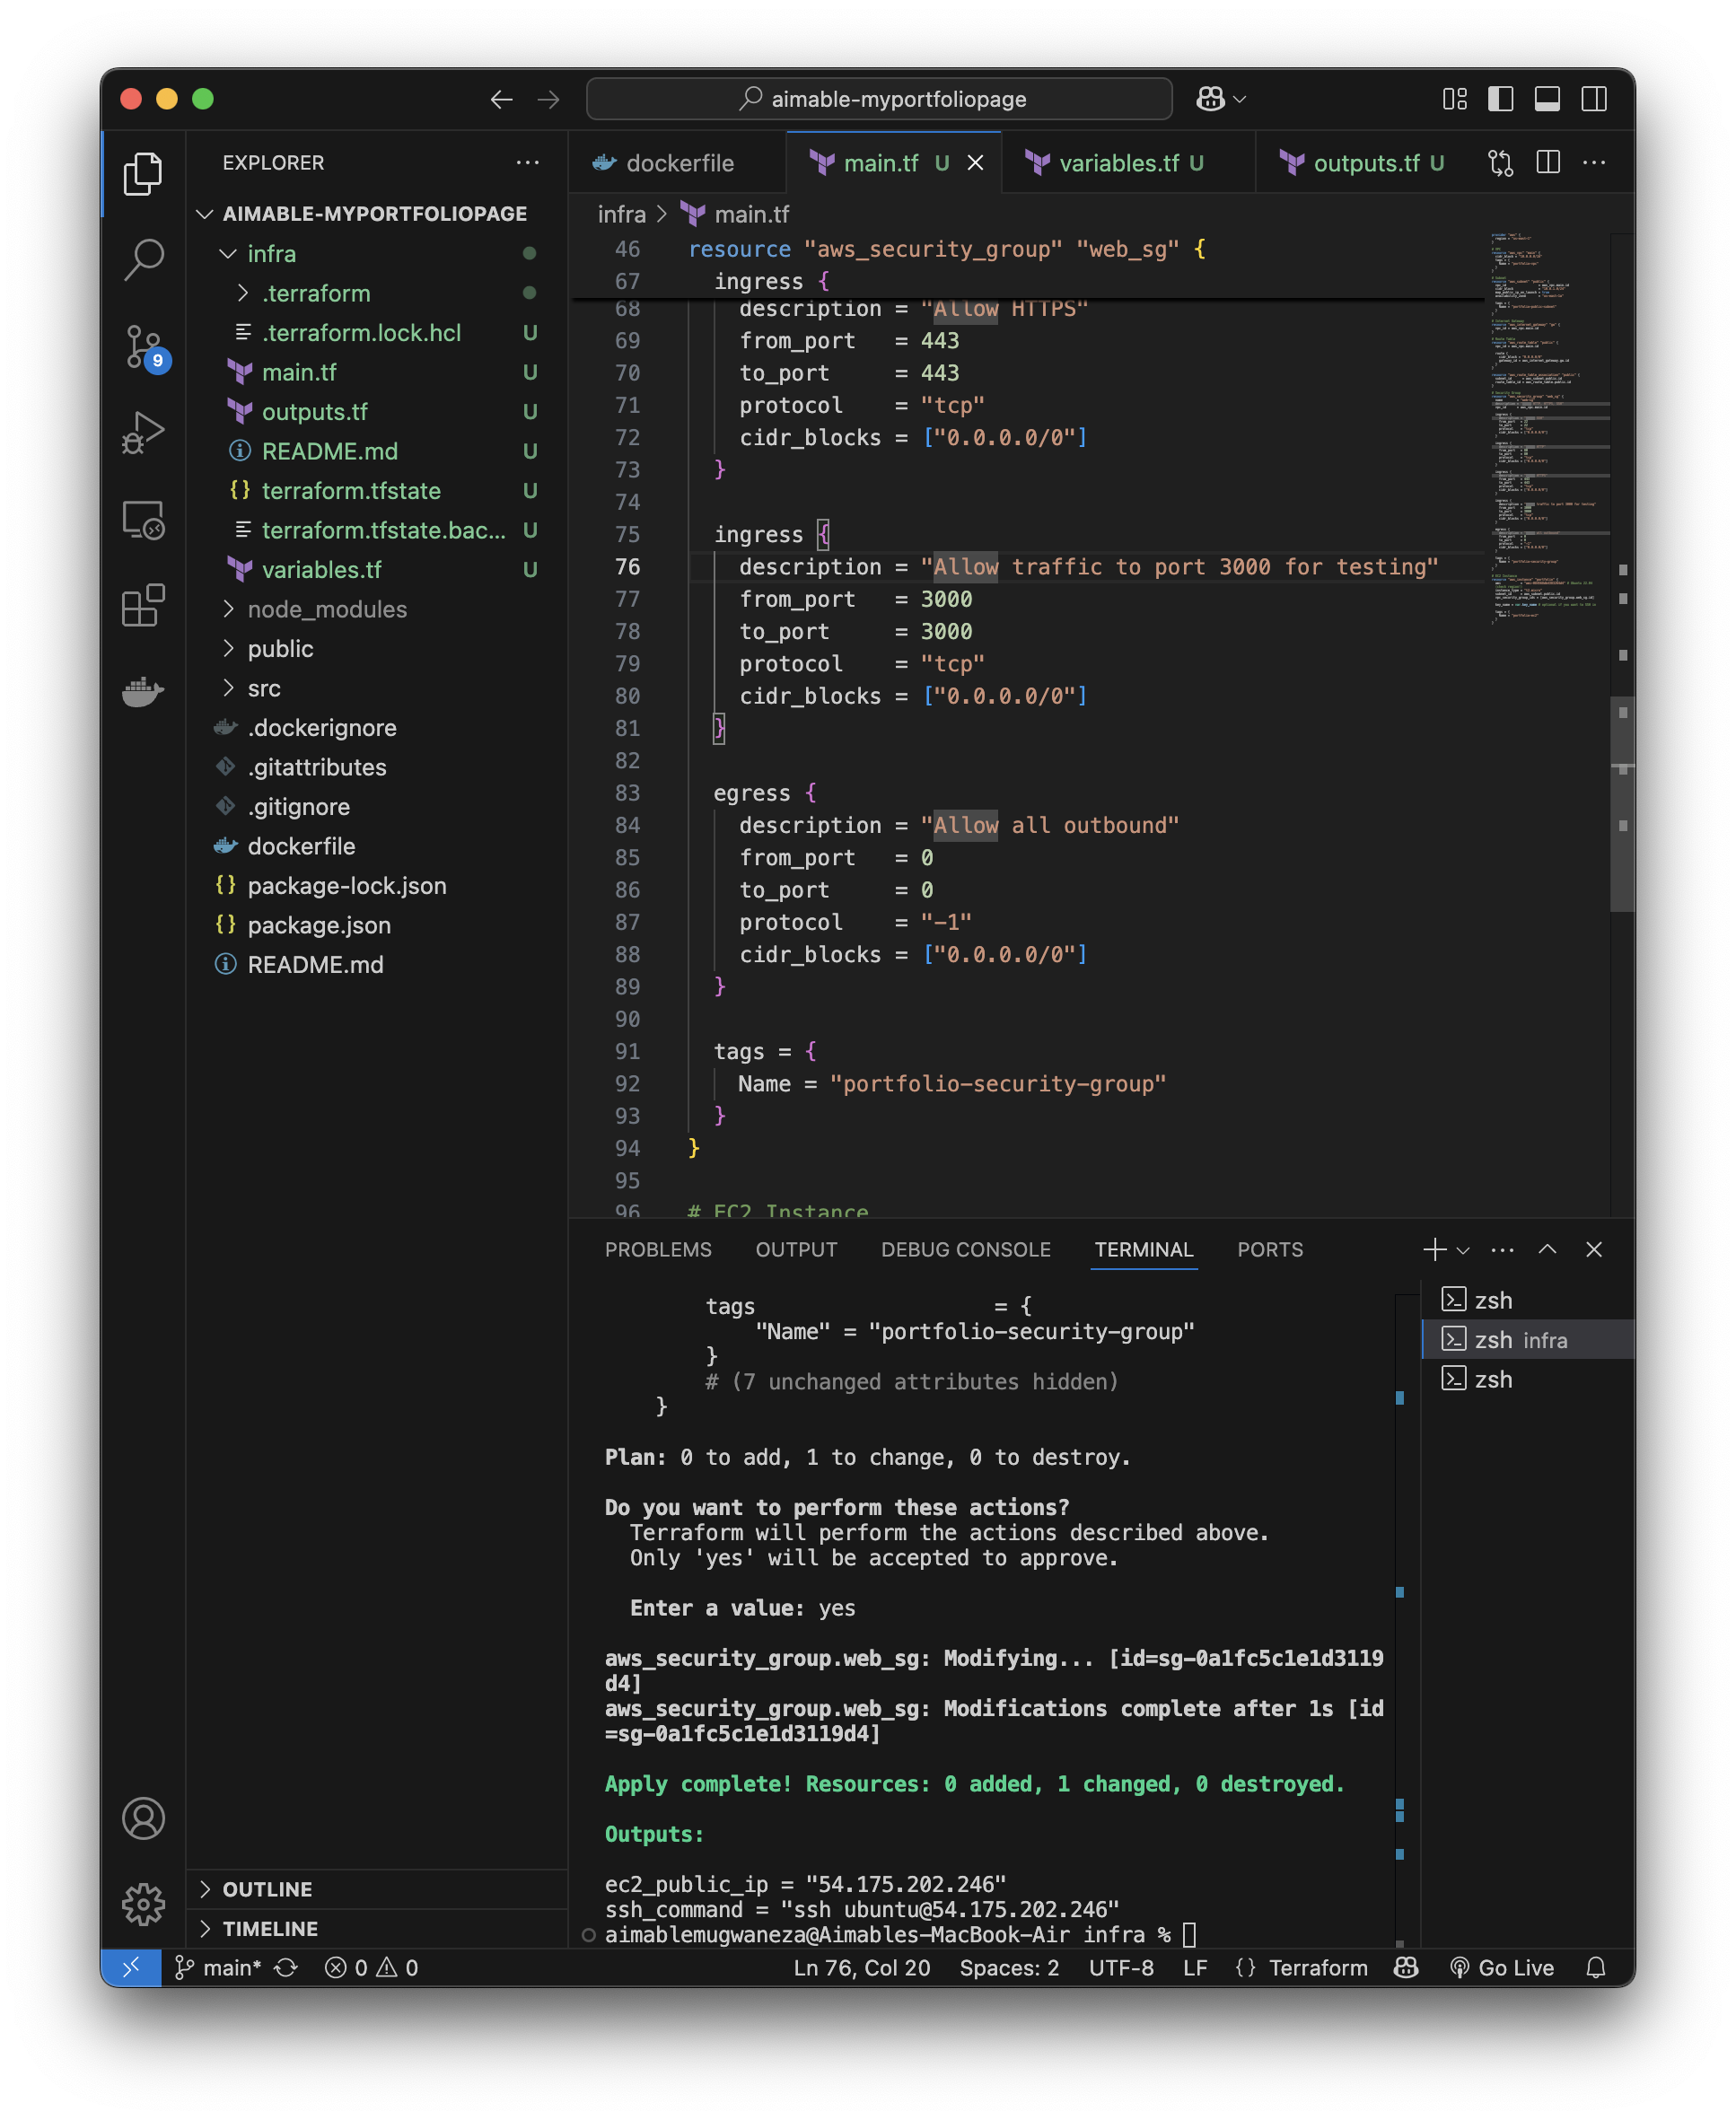 aimable-myportfoliopage
EXPLORER
AIMABLE-MYPORTFOLIOPAGE
infra
.terraform
.terraform.lock.hcl U
main.tf U
outputs.tf U
README.md U
terraform.tfstate U
terraform.tfstate.bac... U
variables.tf U
node_modules
public
src
.dockerignore
.gitattributes
.gitignore
dockerfile
package-lock.json
package.json
README.md
OUTLINE
TIMELINE
9
dockerfile main.tf U variables.tf U outputs.tf U
infra > main.tf
46 resource "aws_security_group" "web_sg" {
67 ingress {
68 description = "Allow HTTPS"
69 from_port = 443
70 to_port = 443
71 protocol = "tcp"
72 cidr_blocks = ["0.0.0.0/0"]
73 }
74
75 ingress {
76 description = "Allow traffic to port 3000 for testing"
77 from_port = 3000
78 to_port = 3000
79 protocol = "tcp"
80 cidr_blocks = ["0.0.0.0/0"]
81 }
82
83 egress {
84 description = "Allow all outbound"
85 from_port = 0
86 to_port = 0
87 protocol = "-1"
88 cidr_blocks = ["0.0.0.0/0"]
89 }
90
91 tags = {
92 Name = "portfolio-security-group"
93 }
94 }
95
96 # EC2 Instance
PROBLEMS OUTPUT DEBUG CONSOLE TERMINAL PORTS
tags = {
"Name" = "portfolio-security-group"
}
# (7 unchanged attributes hidden)
}
Plan: 0 to add, 1 to change, 0 to destroy.
Do you want to perform these actions?
Terraform will perform the actions described above.
Only 'yes' will be accepted to approve.
Enter a value: yes
aws_security_group.web_sg: Modifying... [id=sg-0a1fc5c1e1d3119
d4]
aws_security_group.web_sg: Modifications complete after 1s [id
=sg-0a1fc5c1e1d3119d4]
Apply complete! Resources: 0 added, 1 changed, 0 destroyed.
Outputs:
ec2_public_ip = "54.175.202.246"
ssh_command = "ssh ubuntu@54.175.202.246"
aimablemugwaneza@Aimables-MacBook-Air infra %
zsh
zsh infra
zsh
main* 0 0 Ln 76, Col 20 Spaces: 2 UTF-8 LF {} Terraform Go Live